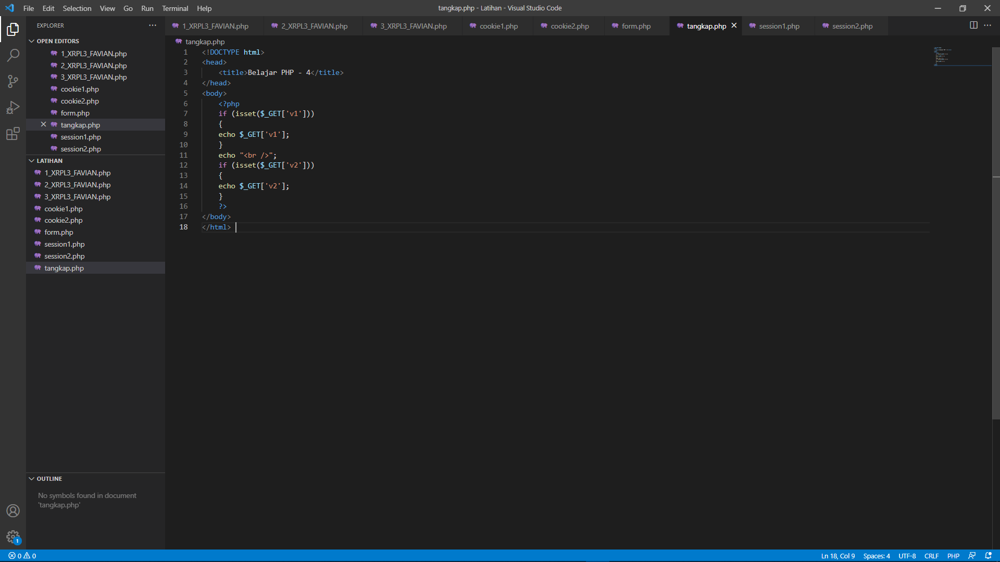 File Edit Selection View Go Run Terminal Help
tangkap.php - Latihan - Visual Studio Code
EXPLORER
OPEN EDITORS
1_XRPL3_FAVIAN.php
2_XRPL3_FAVIAN.php
3_XRPL3_FAVIAN.php
cookie1.php
cookie2.php
form.php
tangkap.php
session1.php
session2.php
LATIHAN
1_XRPL3_FAVIAN.php
2_XRPL3_FAVIAN.php
3_XRPL3_FAVIAN.php
cookie1.php
cookie2.php
form.php
session1.php
session2.php
tangkap.php
OUTLINE
No symbols found in document
'tangkap.php'
1
1_XRPL3_FAVIAN.php 2_XRPL3_FAVIAN.php 3_XRPL3_FAVIAN.php cookie1.php cookie2.php form.php tangkap.php session1.php session2.php
tangkap.php
1 <!DOCTYPE html>
2 <head>
3     <title>Belajar PHP - 4</title>
4 </head>
5 <body>
6     <?php
7     if (isset($_GET['v1']))
8     {
9     echo $_GET['v1'];
10     }
11     echo "<br />";
12     if (isset($_GET['v2']))
13     {
14     echo $_GET['v2'];
15     }
16     ?>
17 </body>
18 </html>
0 0
Ln 18, Col 9 Spaces: 4 UTF-8 CRLF PHP